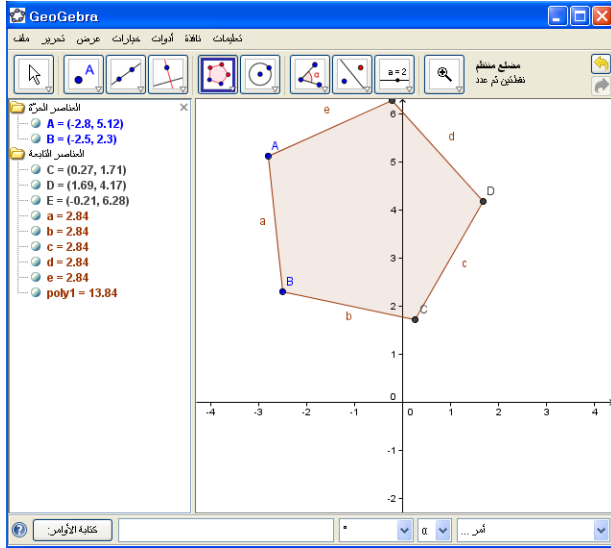 GeoGebra
ملف تحرير عرض خيارات أدوات نافذة تعليمات
A
α
a = 2
مضلع منتظم
نقطتين ثم عدد
العناصر الحرّة
A = (-2.8, 5.12)
B = (-2.5, 2.3)
العناصر التابعة
C = (0.27, 1.71)
D = (1.69, 4.17)
E = (-0.21, 6.28)
a = 2.84
b = 2.84
c = 2.84
d = 2.84
e = 2.84
poly1 = 13.84
e
6
d
A
5
D
a
4
c
3
B
2
C
b
1
0
-4 -3 -2 -1 0 1 2 3 4
-1
-2
كتابة الأوامر:
°
α
أمر ...